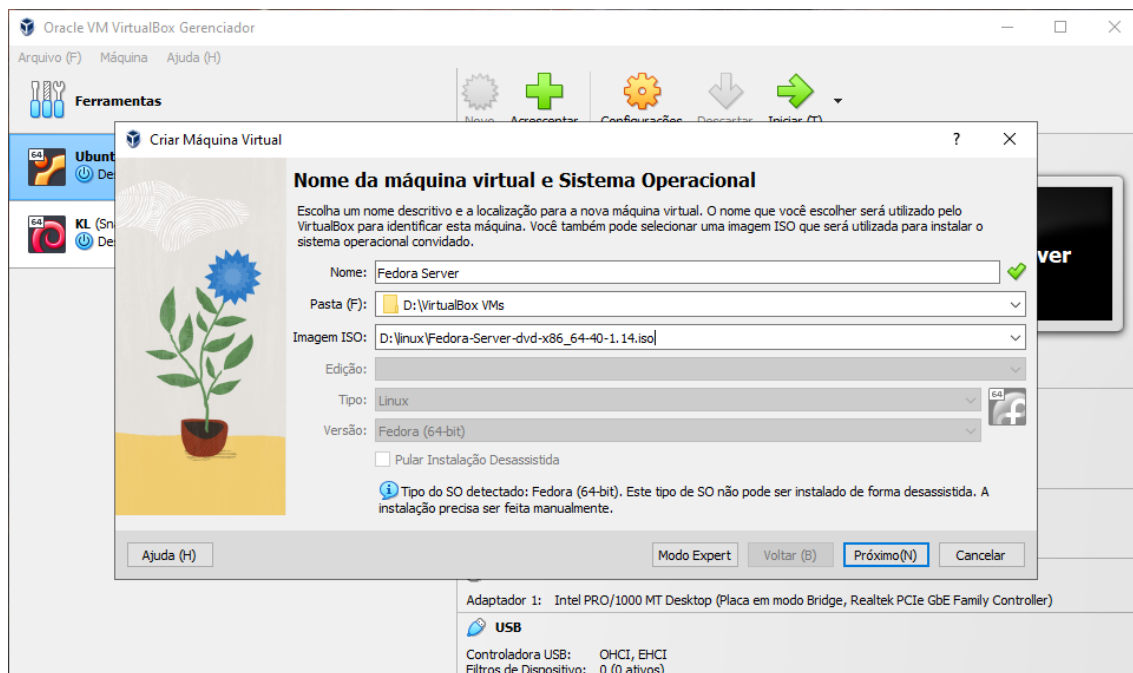 Oracle VM VirtualBox Gerenciador
Arquivo (F) Máquina Ajuda (H)
Ferramentas
Novo Acrescentar Configurações Descartar Iniciar (T)
Criar Máquina Virtual ?
64
Ubunt
De
64
KL (Sn
De
ver
Nome da máquina virtual e Sistema Operacional
Escolha um nome descritivo e a localização para a nova máquina virtual. O nome que você escolher será utilizado pelo
VirtualBox para identificar esta máquina. Você também pode selecionar uma imagem ISO que será utilizada para instalar o
sistema operacional convidado.
Nome: Fedora Server
Pasta (F): D:\VirtualBox VMs
Imagem ISO: D:\linux\Fedora-Server-dvd-x86_64-40-1.14.iso
Edição:
Tipo: Linux
64
Versão: Fedora (64-bit)
Pular Instalação Desassistida
Tipo do SO detectado: Fedora (64-bit). Este tipo de SO não pode ser instalado de forma desassistida. A
instalação precisa ser feita manualmente.
Ajuda (H) Modo Expert Voltar (B) Próximo(N) Cancelar
Adaptador 1: Intel PRO/1000 MT Desktop (Placa em modo Bridge, Realtek PCIe GbE Family Controller)
USB
Controladora USB: OHCI, EHCI
Filtros de Dispositivo: 0 (0 ativos)